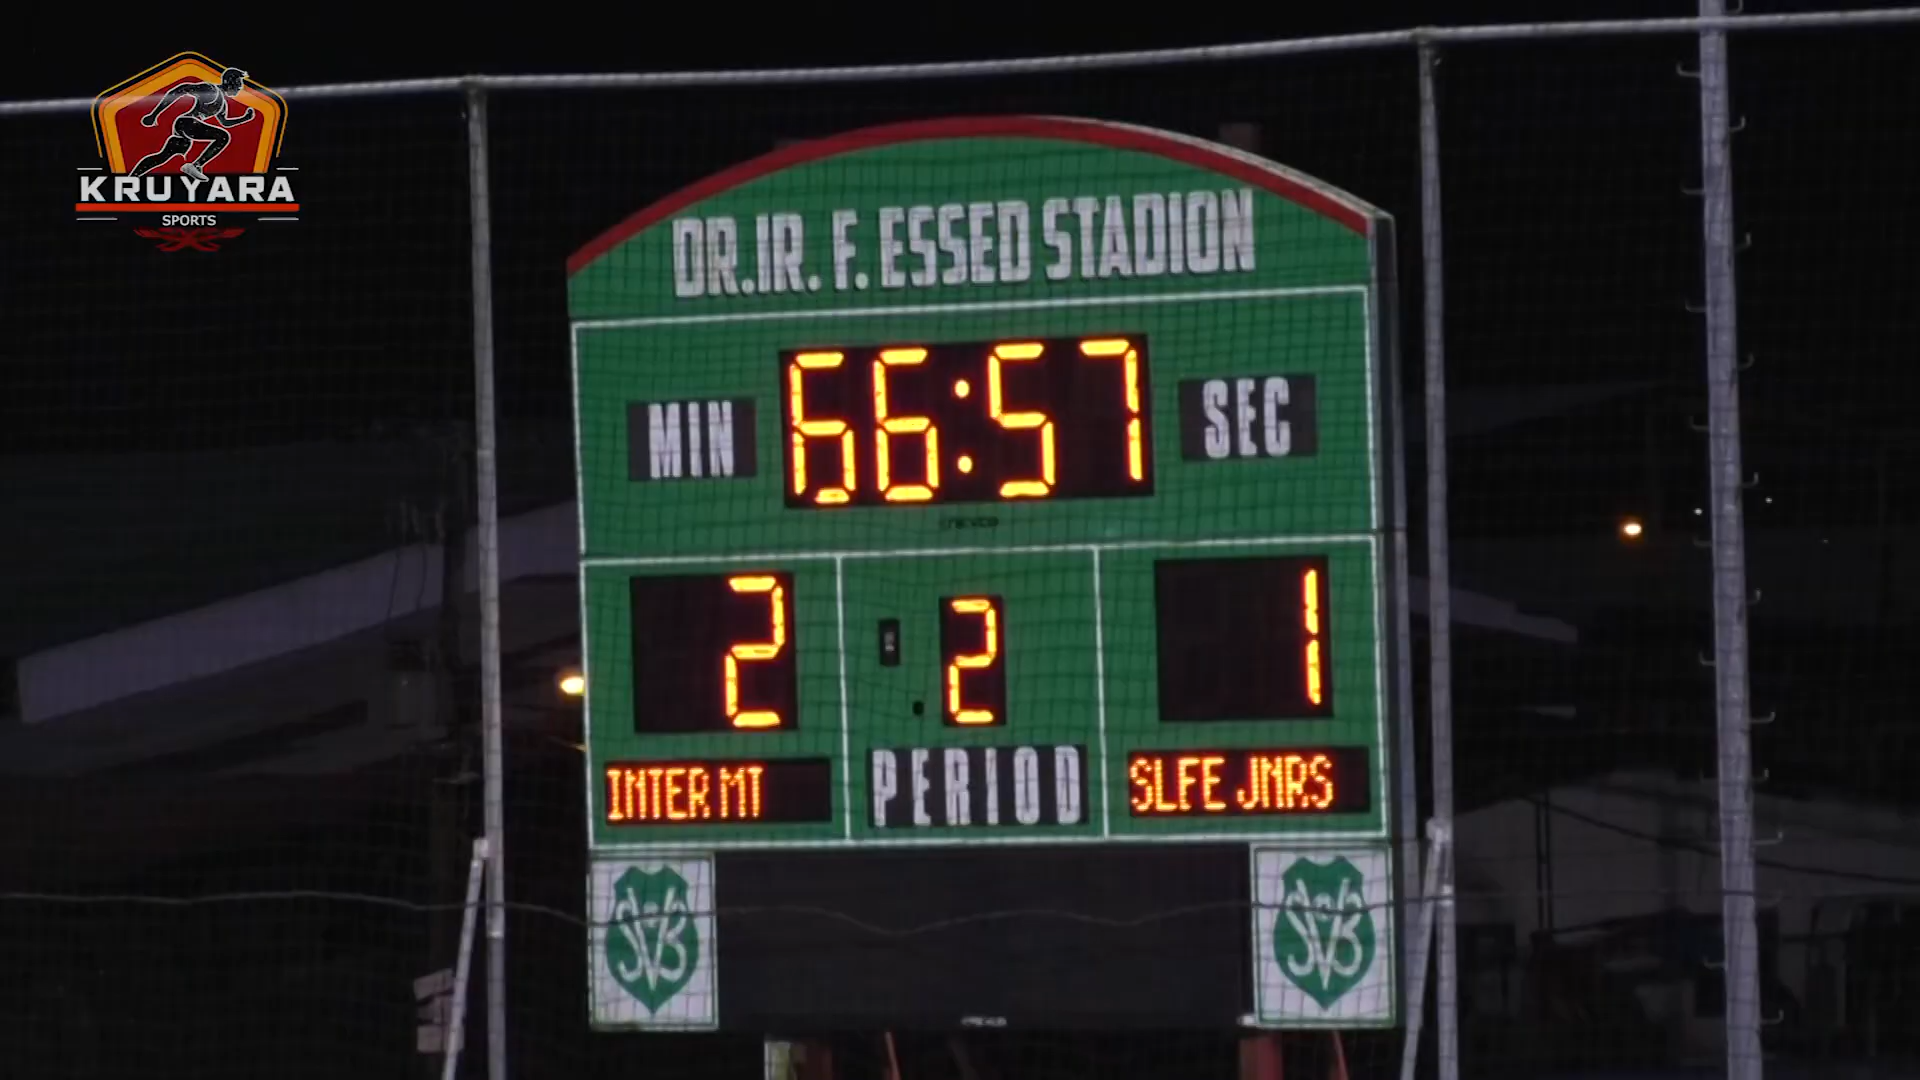 KRUYARA
SPORTS
DR.IR. F. ESSED STADION
MIN 66:57 SEC
2 2 1
INTER MT PERIOD SLFE JNRS
SVB SVB